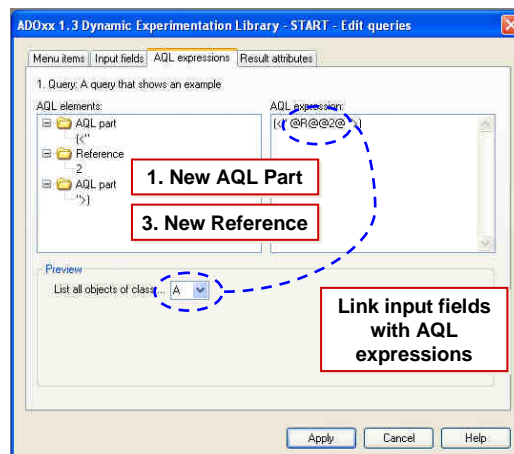 ADOxx 1.3 Dynamic Experimentation Library - START - Edit queries
Menu items
Input fields
AQL expressions
Result attributes
1. Query: A query that shows an example
AQL elements:
AQL expression:
AQL part
(<"
Reference
2
AQL part
">)
(<" @R@@2@ ">)
1. New AQL Part
3. New Reference
Preview
List all objects of class ...
A
Link input fields
with AQL
expressions
Apply
Cancel
Help